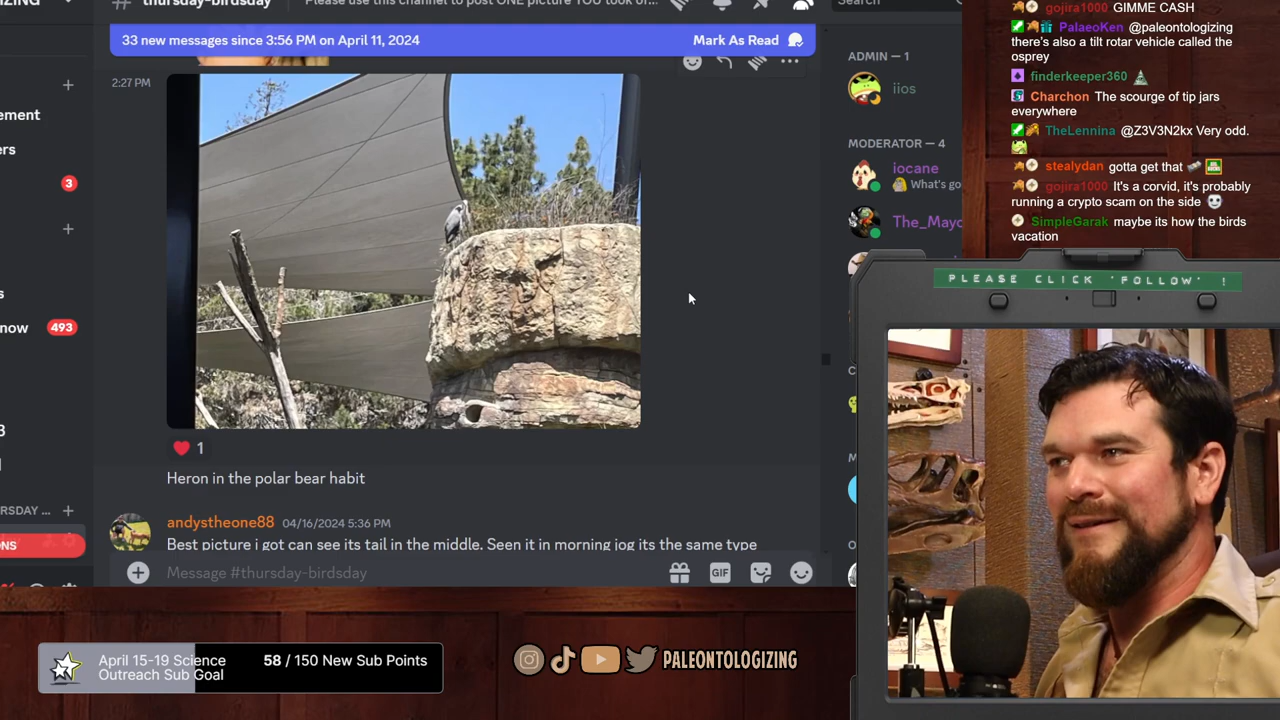 thursday-birdsday
Please use this channel to post ONE picture YOU took of...
Search
33 new messages since 3:56 PM on April 11, 2024
Mark As Read
2:27 PM
3
493
1
Heron in the polar bear habit
andystheone88 04/16/2024 5:36 PM
Best picture i got can see its tail in the middle. Seen it in morning jog its the same type
Message #thursday-birdsday
GIF
ADMIN — 1
iios
MODERATOR — 4
iocane
What's go
The_Mayo
gojira1000 GIMME CASH
PalaeoKen @paleontologizing
there's also a tilt rotar vehicle called the
osprey
finderkeeper360
Charchon The scourge of tip jars
everywhere
TheLennina @Z3V3N2kx Very odd.
stealydan gotta get that
gojira1000 It's a corvid, it's probably
running a crypto scam on the side
SimpleGarak maybe its how the birds
vacation
PLEASE CLICK "FOLLOW" !
April 15-19 Science
Outreach Sub Goal
58 / 150 New Sub Points
PALEONTOLOGIZING